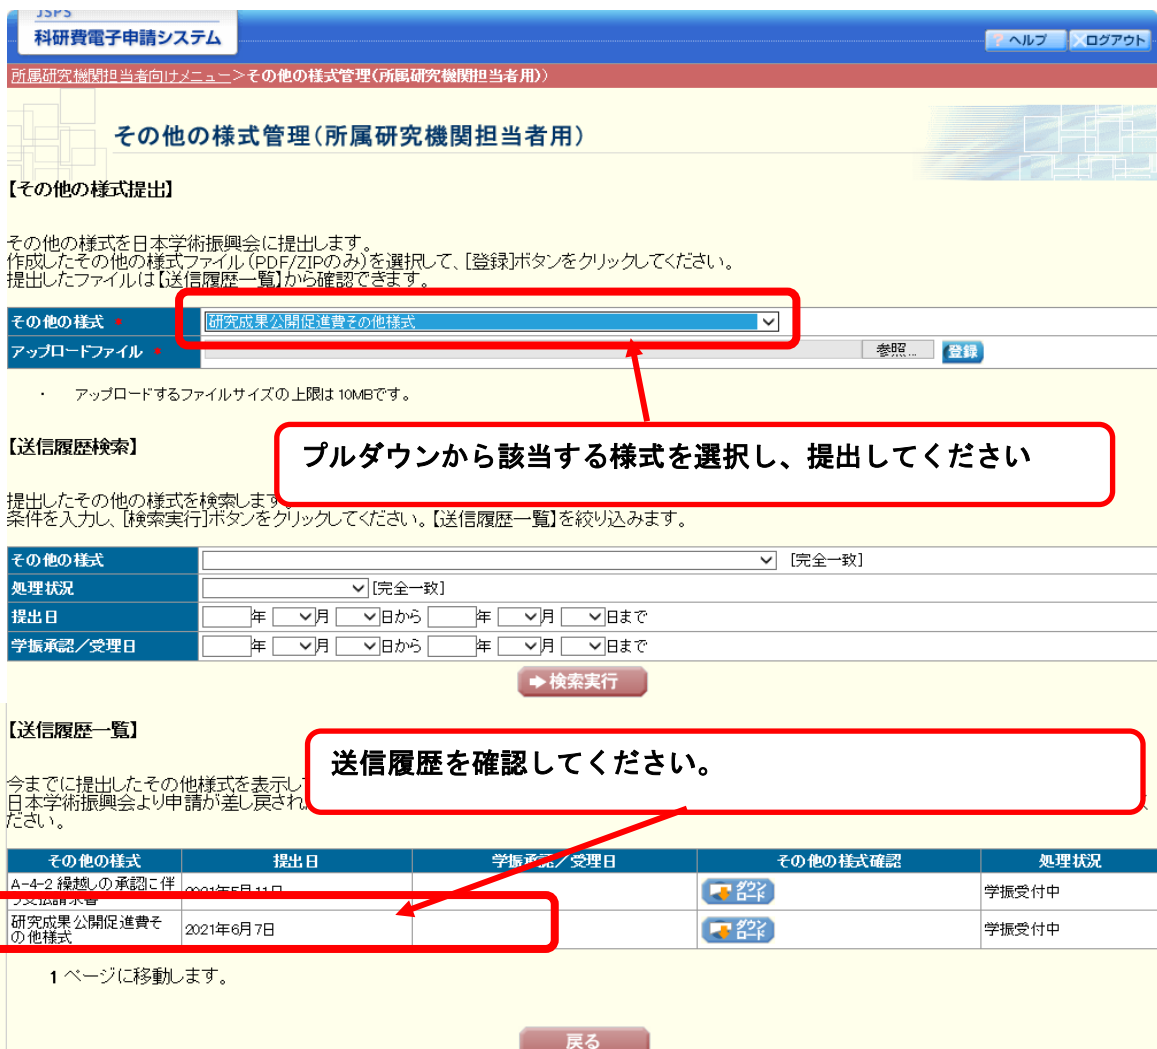 JSPS
科研費電子申請システム
ヘルプ ログアウト
所属研究機関担当者向けメニュー>その他の様式管理(所属研究機関担当者用))
その他の様式管理(所属研究機関担当者用)
【その他の様式提出】
その他の様式を日本学術振興会に提出します。
作成したその他の様式ファイル(PDF/ZIPのみ)を選択して、[登録]ボタンをクリックしてください。
提出したファイルは【送信履歴一覧】から確認できます。
その他の様式 * 研究成果公開促進費その他様式
アップロードファイル * 参照... 登録
・ アップロードするファイルサイズの上限は10MBです。
プルダウンから該当する様式を選択し、提出してください
【送信履歴検索】
提出したその他の様式を検索します
条件を入力し、[検索実行]ボタンをクリックしてください。【送信履歴一覧】を絞り込みます。
その他の様式 [完全一致]
処理状況 [完全一致]
提出日 年 月 日から 年 月 日まで
学振承認/受理日 年 月 日から 年 月 日まで
検索実行
【送信履歴一覧】
送信履歴を確認してください。
今までに提出したその他様式を表示し
日本学術振興会より申請が差し戻され
ださい。
その他の様式 提出日 学振承認/受理日 その他の様式確認 処理状況
A-4-2 繰越しの承認に伴う支払請求書 2021年5月11日 ダウンロード 学振受付中
研究成果公開促進費その他様式 2021年6月7日 ダウンロード 学振受付中
1 ページに移動します。
戻る